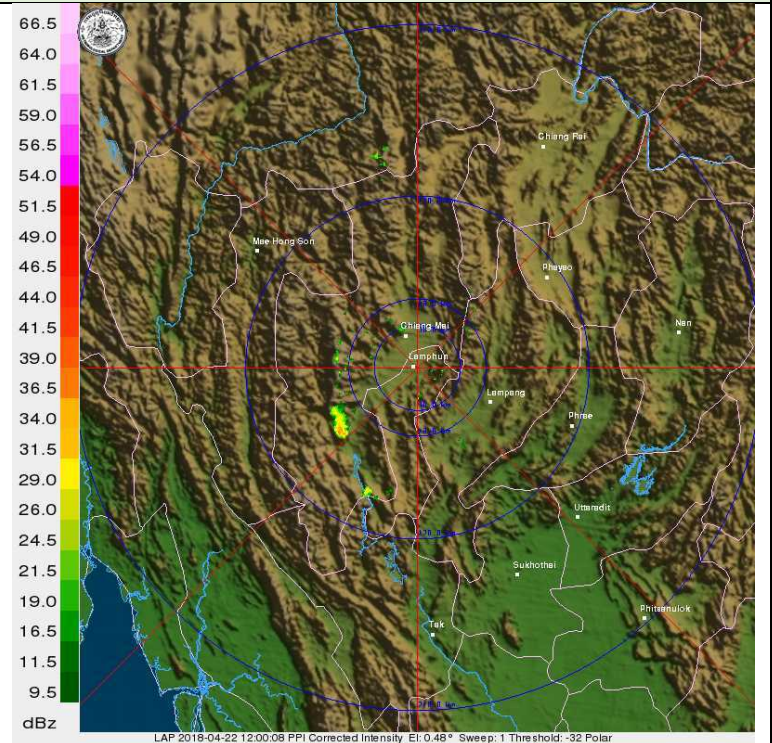 66.5
64.0
61.5
59.0
56.5
54.0
51.5
49.0
46.5
44.0
41.5
39.0
36.5
34.0
31.5
29.0
26.0
24.5
21.5
19.0
16.5
11.5
9.5
dBz
Chiang Rai
Mae Hong Son
Phayao
Nan
Chiang Mai
Lamphun
Lampang
Phrae
Uttaradit
Sukhothai
Phitsanulok
Tak
LAP 2018-04-22 12:00:08 PPI Corrected Intensity El: 0.48° Sweep: 1 Threshold: -32 Polar